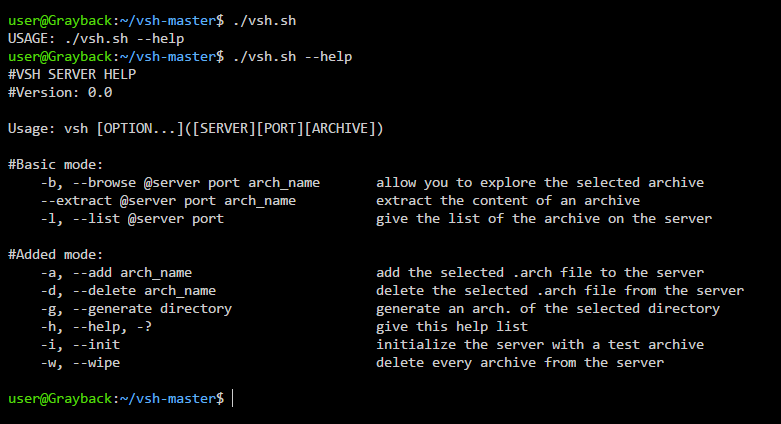 user@Grayback:~/vsh-master$ ./vsh.sh
USAGE: ./vsh.sh --help
user@Grayback:~/vsh-master$ ./vsh.sh --help
#VSH SERVER HELP
#Version: 0.0
Usage: vsh [OPTION...]([SERVER][PORT][ARCHIVE])
#Basic mode:
-b, --browse @server port arch_name allow you to explore the selected archive
--extract @server port arch_name extract the content of an archive
-l, --list @server port give the list of the archive on the server
#Added mode:
-a, --add arch_name add the selected .arch file to the server
-d, --delete arch_name delete the selected .arch file from the server
-g, --generate directory generate an arch. of the selected directory
-h, --help, -? give this help list
-i, --init initialize the server with a test archive
-w, --wipe delete every archive from the server
user@Grayback:~/vsh-master$